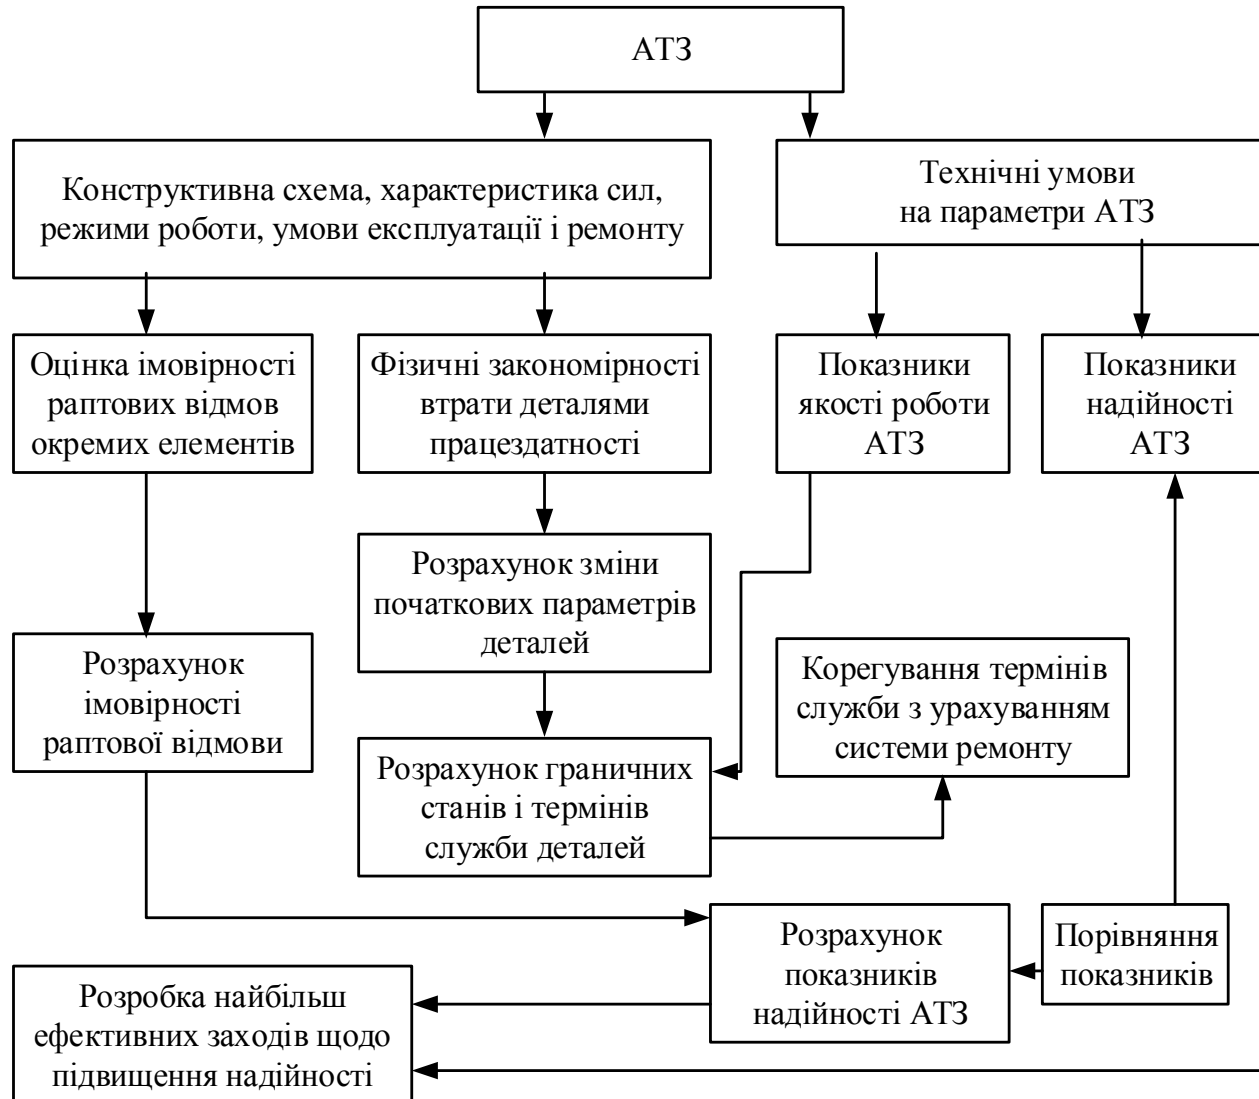 АТЗ
Конструктивна схема, характеристика сил,
режими роботи, умови експлуатації і ремонту
Технічні умови
на параметри АТЗ
Оцінка імовірності
раптових відмов
окремих елементів
Фізичні закономірності
втрати деталями
працездатності
Показники
якості роботи
АТЗ
Показники
надійності
АТЗ
Розрахунок зміни
початкових параметрів
деталей
Розрахунок
імовірності
раптової відмови
Корегування термінів
служби з урахуванням
системи ремонту
Розрахунок граничних
станів і термінів
служби деталей
Розрахунок
показників
надійності АТЗ
Порівняння
показників
Розробка найбільш
ефективних заходів щодо
підвищення надійності